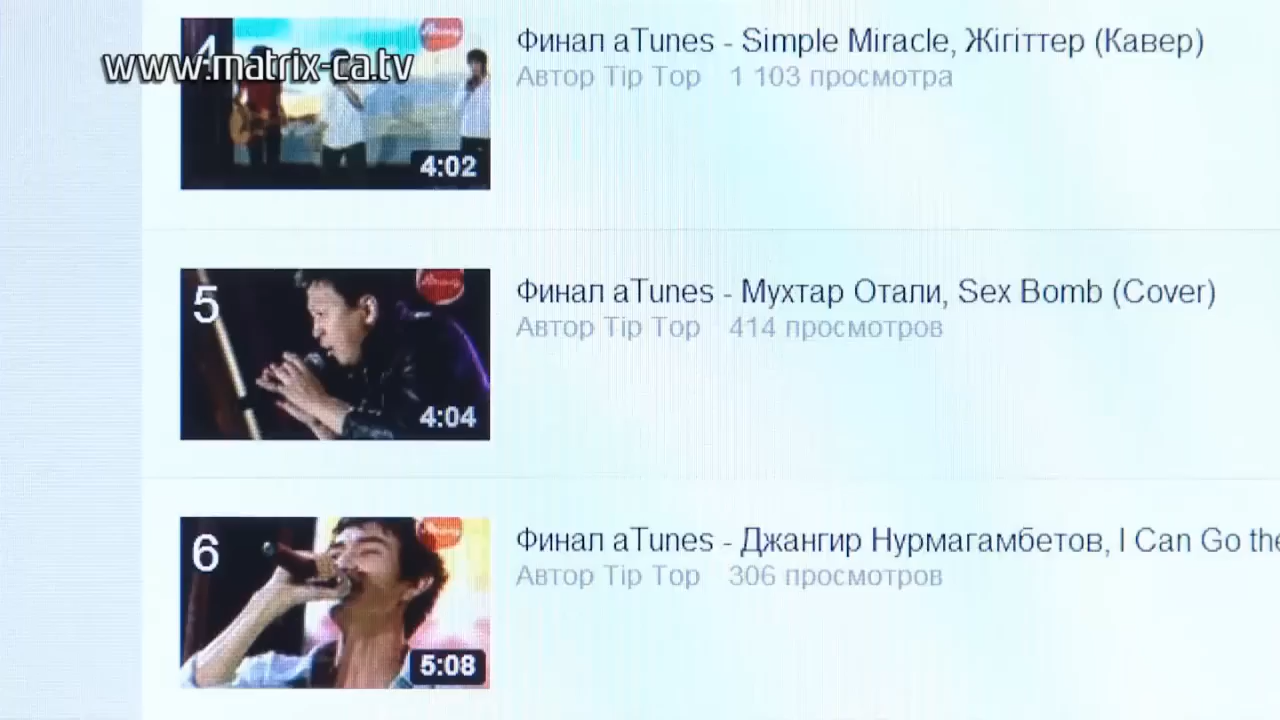 4
www.matrix-ca.tv
4:02
Финал aTunes - Simple Miracle, Жігіттер (Кавер)
Автор Tip Top 1 103 просмотра
5
4:04
Финал aTunes - Мухтар Отали, Sex Bomb (Cover)
Автор Tip Top 414 просмотров
6
5:08
Финал aTunes - Джангир Нурмагамбетов, I Can Go the
Автор Tip Top 306 просмотров